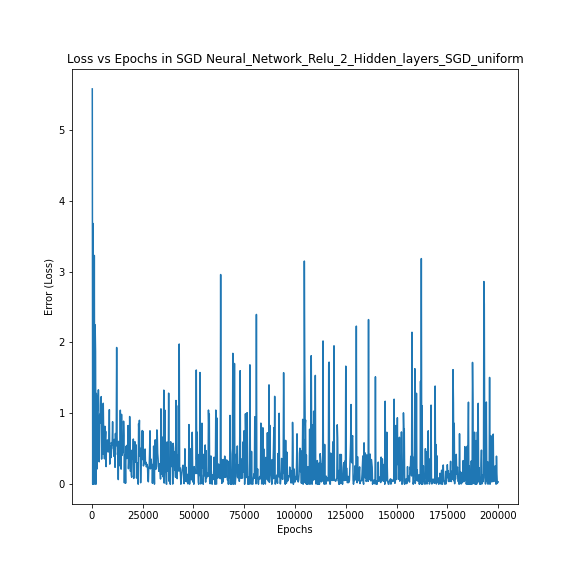 Loss vs Epochs in SGD Neural_Network_Relu_2_Hidden_layers_SGD_uniform
5
4
3
2
1
0
Error (Loss)
0 25000 50000 75000 100000 125000 150000 175000 200000
Epochs